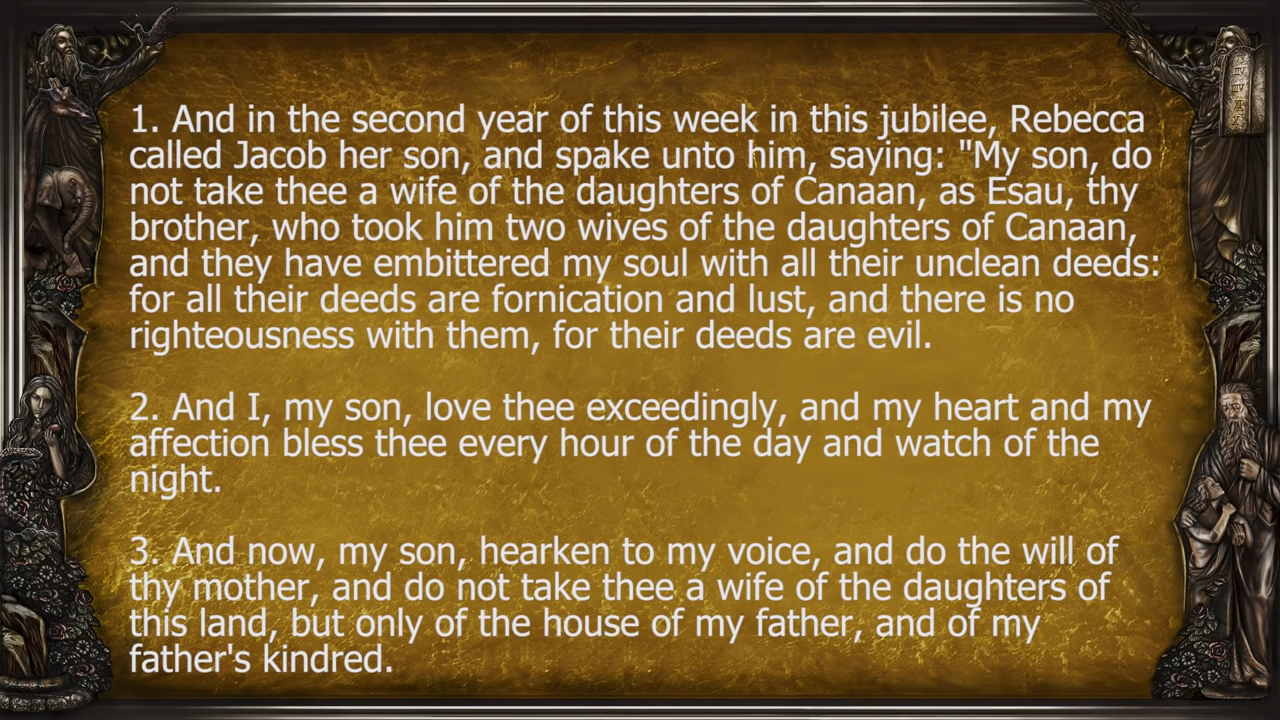 1. And in the second year of this week in this jubilee, Rebecca
called Jacob her son, and spake unto him, saying: "My son, do
not take thee a wife of the daughters of Canaan, as Esau, thy
brother, who took him two wives of the daughters of Canaan,
and they have embittered my soul with all their unclean deeds:
for all their deeds are fornication and lust, and there is no
righteousness with them, for their deeds are evil.
2. And I, my son, love thee exceedingly, and my heart and my
affection bless thee every hour of the day and watch of the
night.
3. And now, my son, hearken to my voice, and do the will of
thy mother, and do not take thee a wife of the daughters of
this land, but only of the house of my father, and of my
father's kindred.